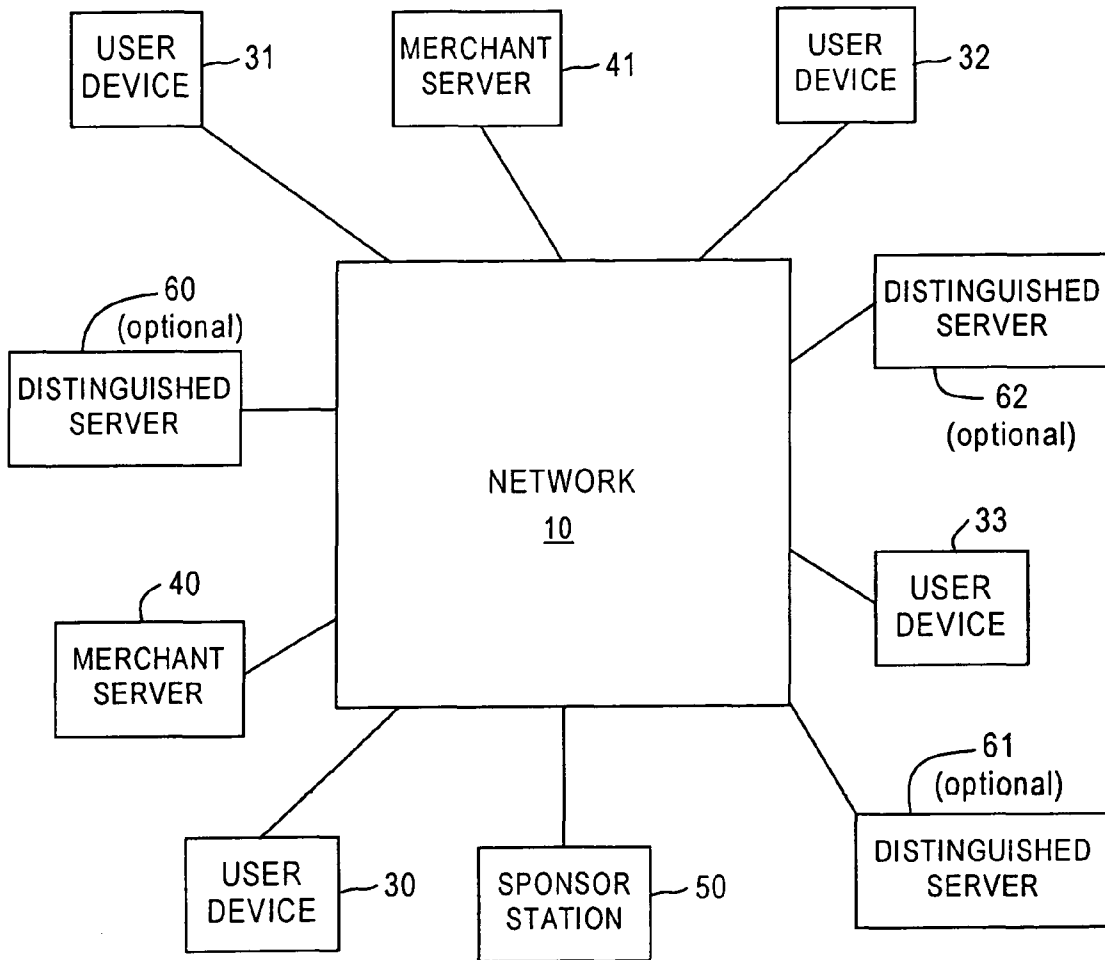 USER
DEVICE
31
MERCHANT
SERVER
41
USER
DEVICE
32
60
(optional)
DISTINGUISHED
SERVER
DISTINGUISHED
SERVER
62
(optional)
NETWORK
10
33
USER
DEVICE
40
MERCHANT
SERVER
61
(optional)
DISTINGUISHED
SERVER
USER
DEVICE
30
SPONSOR
STATION
50